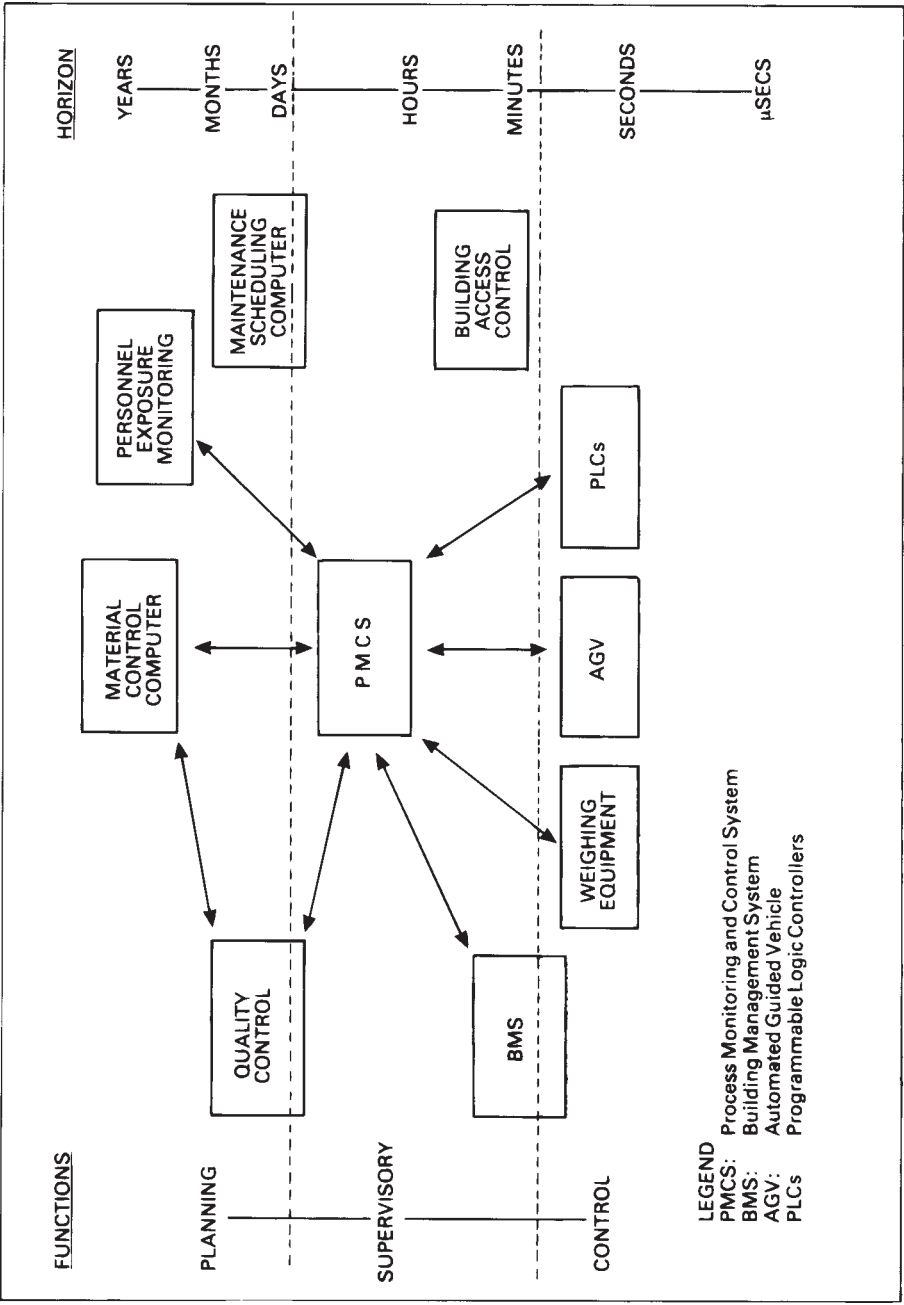 FUNCTIONS
HORIZON
PLANNING
SUPERVISORY
CONTROL
MATERIAL
CONTROL
COMPUTER
PERSONNEL
EXPOSURE
MONITORING
QUALITY
CONTROL
MAINTENANCE
SCHEDULING
COMPUTER
PMCS
BMS
BUILDING
ACCESS
CONTROL
WEIGHING
EQUIPMENT
AGV
PLCs
YEARS
MONTHS
DAYS
HOURS
MINUTES
SECONDS
µSECS
LEGEND
PMCS: Process Monitoring and Control System
BMS: Building Management System
AGV: Automated Guided Vehicle
PLCs Programmable Logic Controllers